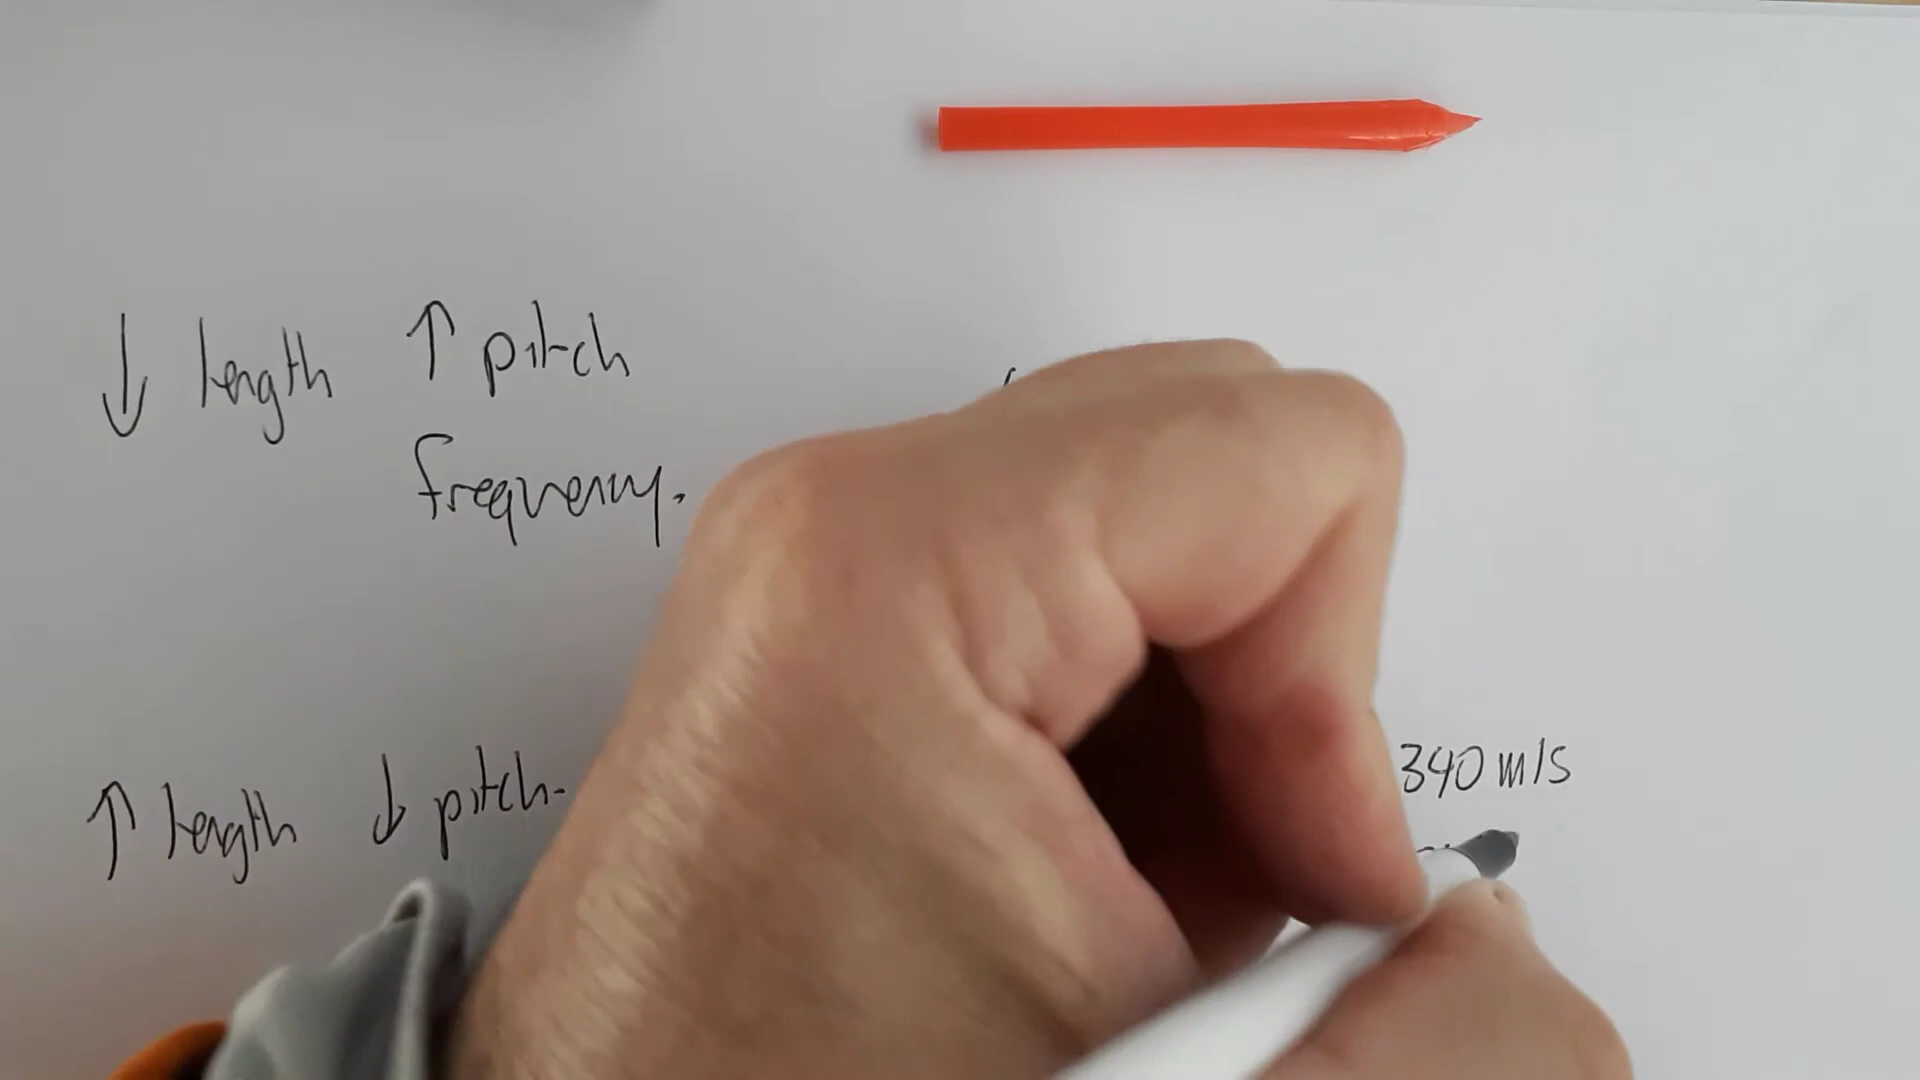 ↓ length ↑ pitch
frequency.
↑ length ↓ pitch-
340 m/s